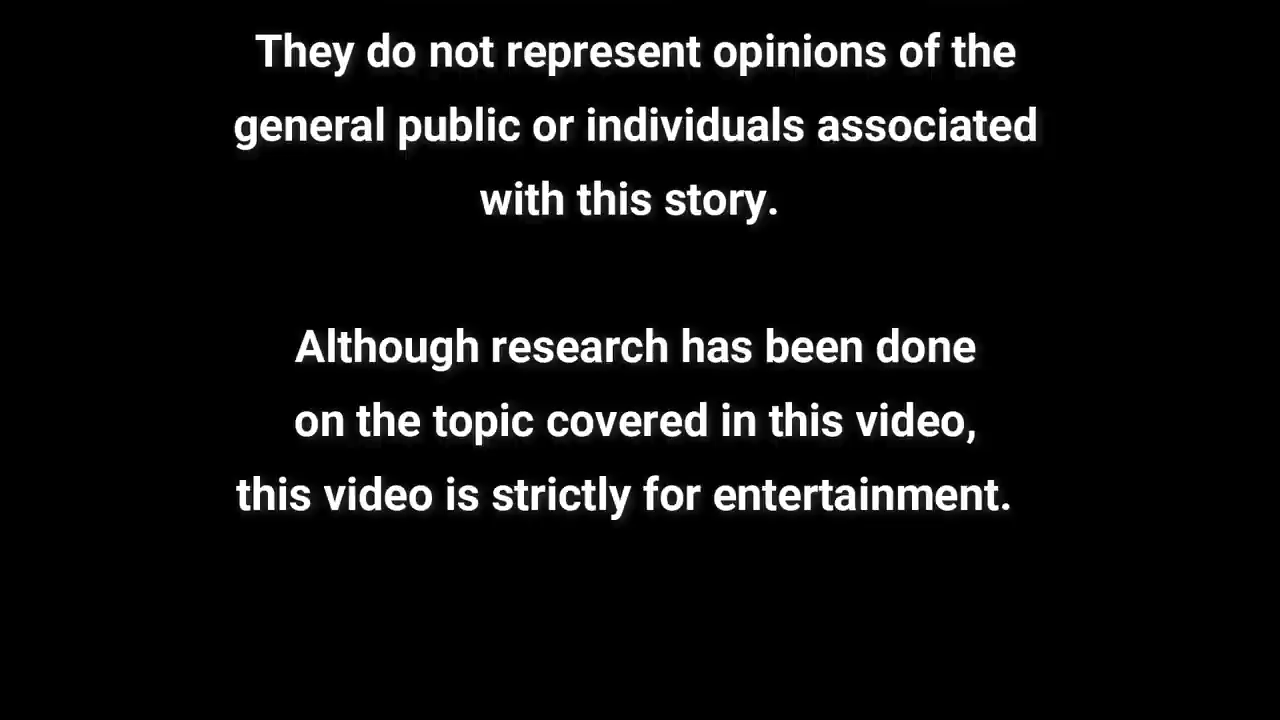 They do not represent opinions of the
general public or individuals associated
with this story.
Although research has been done
on the topic covered in this video,
this video is strictly for entertainment.